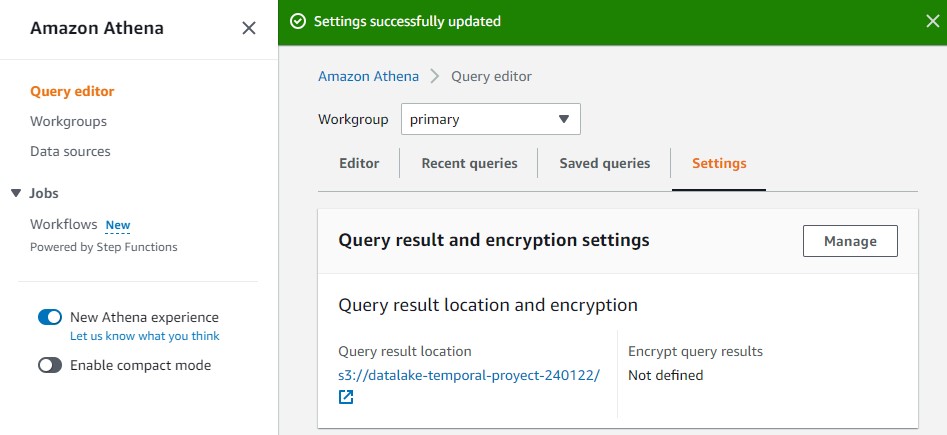 Amazon Athena
Query editor
Workgroups
Data sources
Jobs
Workflows New
Powered by Step Functions
New Athena experience
Let us know what you think
Enable compact mode
Settings successfully updated
Amazon Athena > Query editor
Workgroup primary
Editor Recent queries Saved queries Settings
Query result and encryption settings Manage
Query result location and encryption
Query result location Encrypt query results
s3://datalake-temporal-proyect-240122/ Not defined